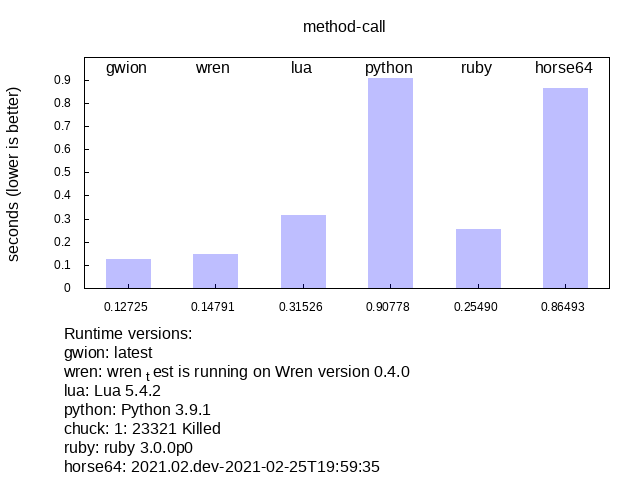 method-call
gwion wren lua python ruby horse64
seconds (lower is better)
0.9
0.8
0.7
0.6
0.5
0.4
0.3
0.2
0.1
0
0.12725 0.14791 0.31526 0.90778 0.25490 0.86493
Runtime versions:
gwion: latest
wren: wren t est is running on Wren version 0.4.0
lua: Lua 5.4.2
python: Python 3.9.1
chuck: 1: 23321 Killed
ruby: ruby 3.0.0p0
horse64: 2021.02.dev-2021-02-25T19:59:35